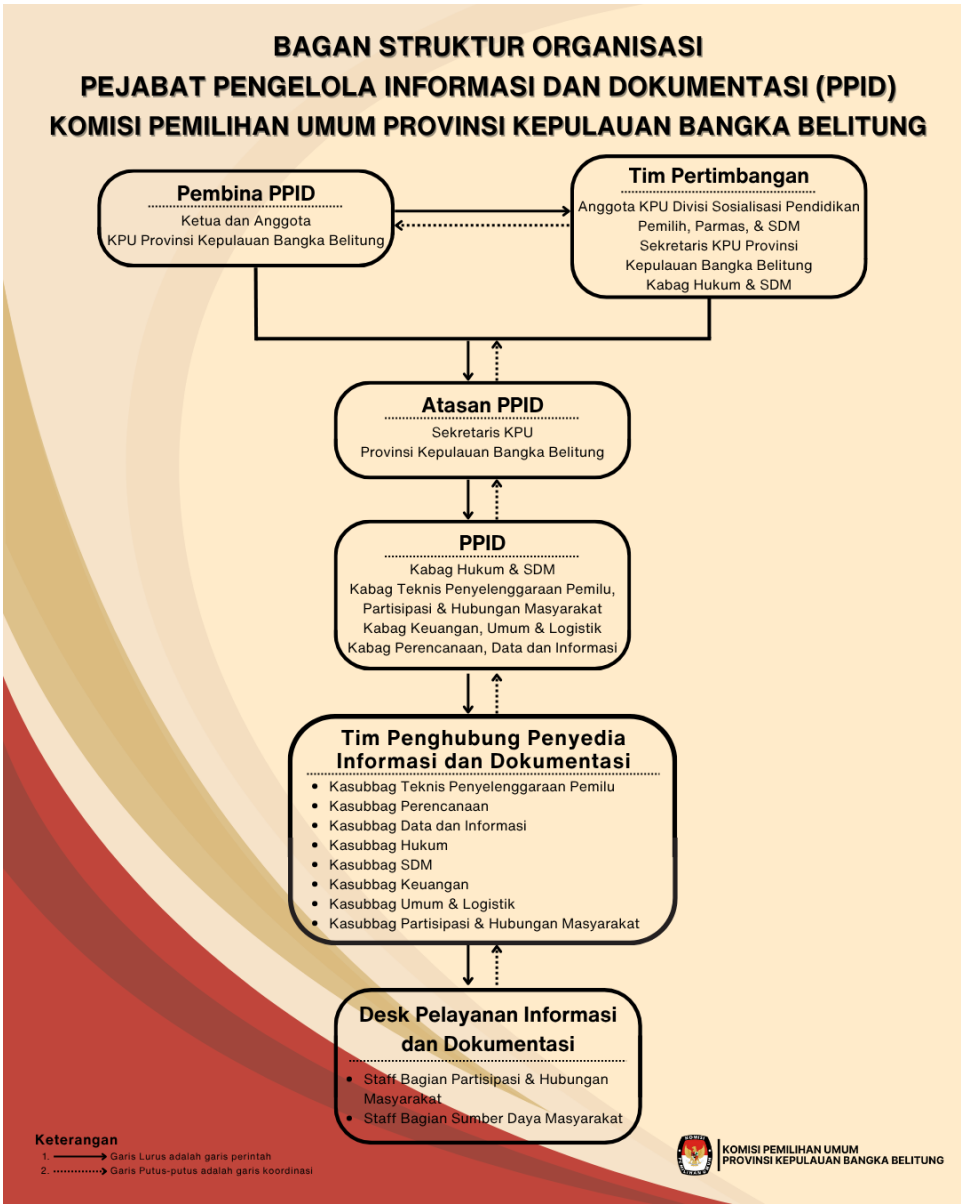 BAGAN STRUKTUR ORGANISASI
PEJABAT PENGELOLA INFORMASI DAN DOKUMENTASI (PPID)
KOMISI PEMILIHAN UMUM PROVINSI KEPULAUAN BANGKA BELITUNG
Pembina PPID
Ketua dan Anggota
KPU Provinsi Kepulauan Bangka Belitung
Tim Pertimbangan
Anggota KPU Divisi Sosialisasi Pendidikan
Pemilih, Parmas, & SDM
Sekretaris KPU Provinsi
Kepulauan Bangka Belitung
Kabag Hukum & SDM
Atasan PPID
Sekretaris KPU
Provinsi Kepulauan Bangka Belitung
PPID
Kabag Hukum & SDM
Kabag Teknis Penyelenggaraan Pemilu,
Partisipasi & Hubungan Masyarakat
Kabag Keuangan, Umum & Logistik
Kabag Perencanaan, Data dan Informasi
Tim Penghubung Penyedia
Informasi dan Dokumentasi
• Kasubbag Teknis Penyelenggaraan Pemilu
• Kasubbag Perencanaan
• Kasubbag Data dan Informasi
• Kasubbag Hukum
• Kasubbag SDM
• Kasubbag Keuangan
• Kasubbag Umum & Logistik
• Kasubbag Partisipasi & Hubungan Masyarakat
Desk Pelayanan Informasi
dan Dokumentasi
• Staff Bagian Partisipasi & Hubungan
Masyarakat
• Staff Bagian Sumber Daya Masyarakat
Keterangan
1. Garis Lurus adalah garis perintah
2. Garis Putus-putus adalah garis koordinasi
KOMISI
PEMILIHAN UMUM
KOMISI PEMILIHAN UMUM
PROVINSI KEPULAUAN BANGKA BELITUNG